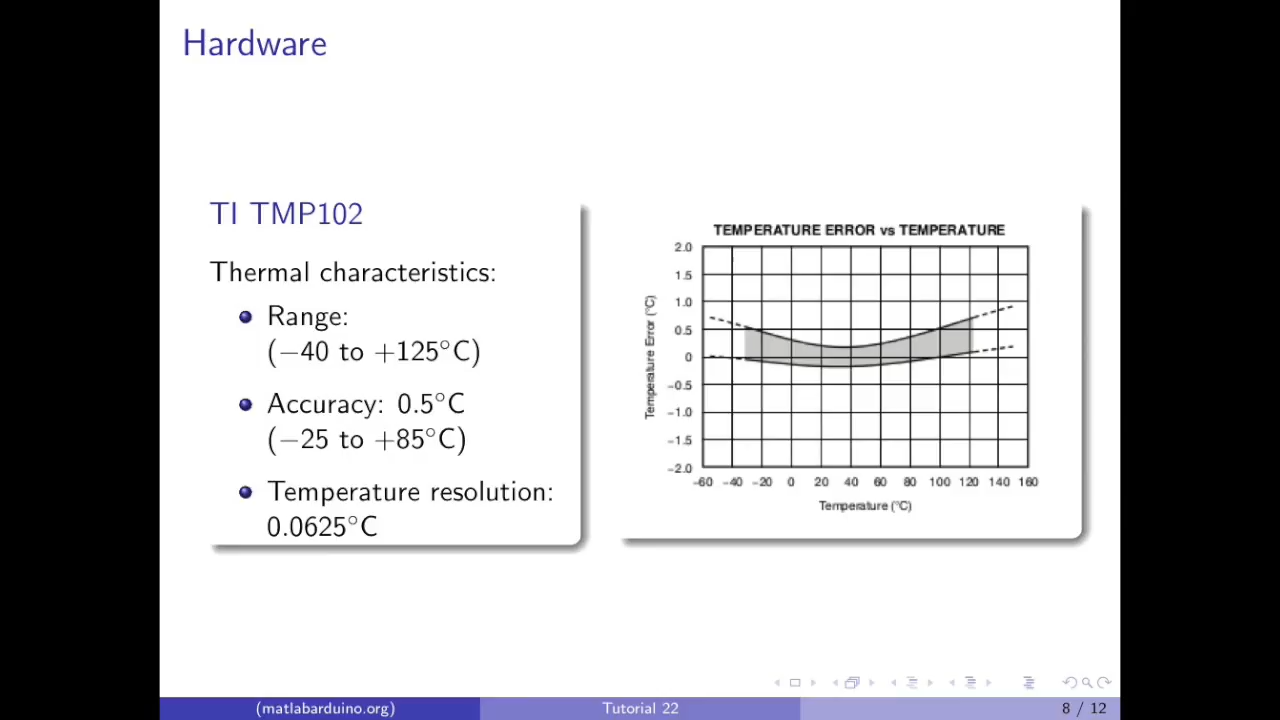 Hardware
TI TMP102
Thermal characteristics:
Range:
(−40 to +125°C)
Accuracy: 0.5°C
(−25 to +85°C)
Temperature resolution:
0.0625°C
TEMPERATURE ERROR vs TEMPERATURE
Temperature Error (°C)
2.0
1.5
1.0
0.5
0
−0.5
−1.0
−1.5
−2.0
−60 −40 −20 0 20 40 60 80 100 120 140 160
Temperature (°C)
(matlabarduino.org) Tutorial 22 8 / 12